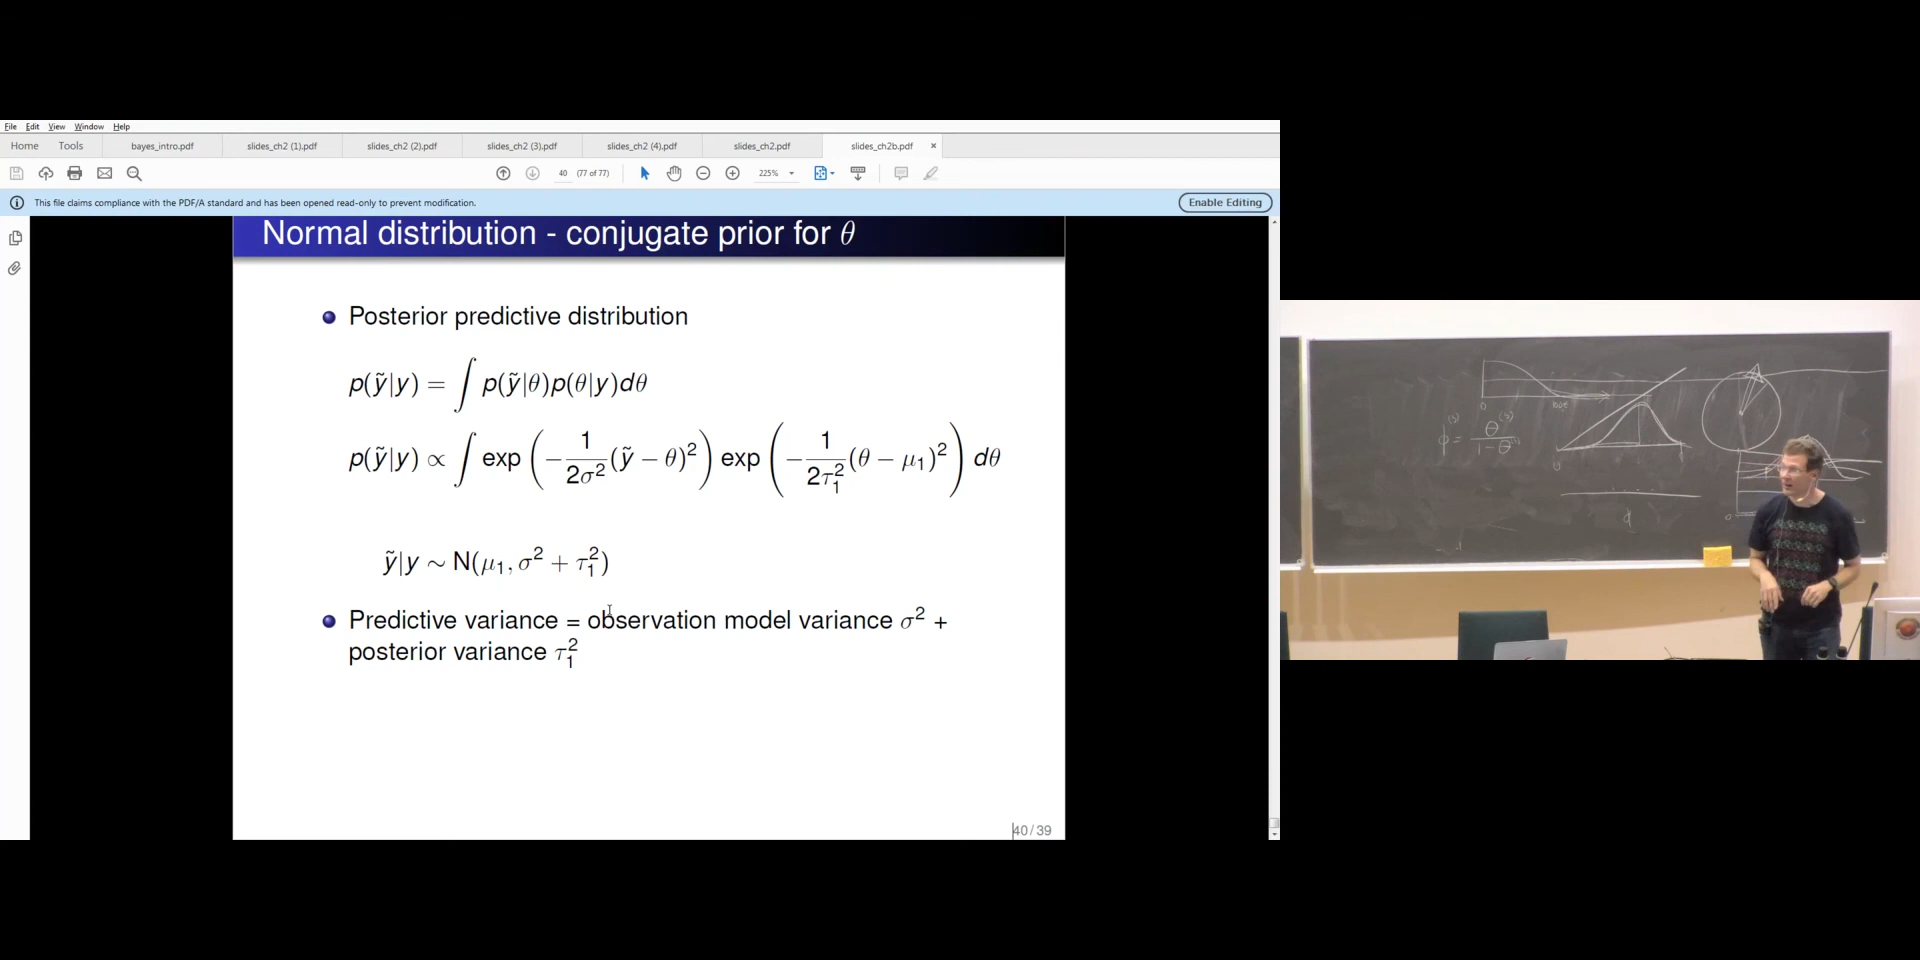 File Edit View Window Help
Home Tools bayes_intro.pdf slides_ch2 (1).pdf slides_ch2 (2).pdf slides_ch2 (3).pdf slides_ch2 (4).pdf slides_ch2.pdf slides_ch2b.pdf ×
40 (77 of 77) 225%
This file claims compliance with the PDF/A standard and has been opened read-only to prevent modification. Enable Editing
Normal distribution - conjugate prior for θ
Posterior predictive distribution
p(ỹ|y) = ∫ p(ỹ|θ)p(θ|y)dθ
p(ỹ|y) ∝ ∫ exp(−1/2σ²(ỹ − θ)²) exp(−1/2τ₁²(θ − μ₁)²) dθ
ỹ|y ∼ N(μ₁, σ² + τ₁²)
Predictive variance = observation model variance σ² +
posterior variance τ₁²
40 / 39